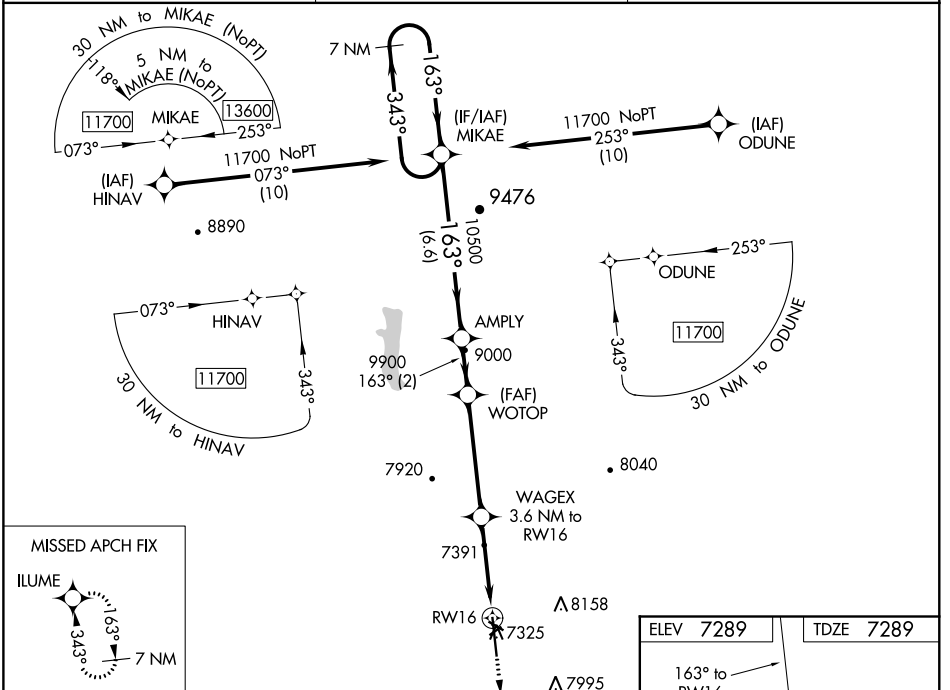 30 NM to MIKAE (NoPT)
5 NM to
MIKAE (NoPT)
118°
11700
13600
MIKAE
073°
253°
7 NM
163°
343°
(IF/IAF)
MIKAE
11700 NoPT
253°
(10)
(IAF)
ODUNE
11700 NoPT
073°
(10)
(IAF)
HINAV
8890
9476
10500
163°
(6.6)
073°
HINAV
11700
343°
30 NM to HINAV
253°
ODUNE
11700
343°
30 NM to ODUNE
AMPLY
9000
9900
163° (2)
(FAF)
WOTOP
7920
8040
WAGEX
3.6 NM to
RW16
7391
RW16
7325
8158
7995
MISSED APCH FIX
ILUME
163°
343°
7 NM
ELEV 7289
TDZE 7289
163° to
RW16